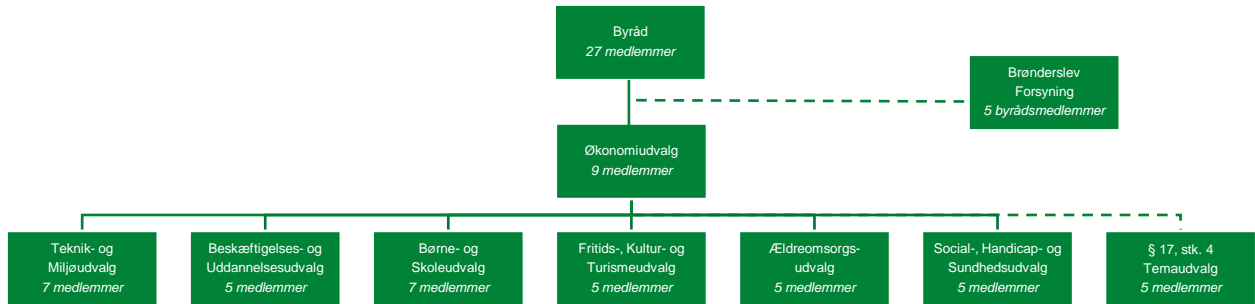 Byråd
27 medlemmer
Brønderslev
Forsyning
5 byrådsmedlemmer
Økonomiudvalg
9 medlemmer
Teknik- og
Miljøudvalg
7 medlemmer
Beskæftigelses- og
Uddannelsesudvalg
5 medlemmer
Børne- og
Skoleudvalg
7 medlemmer
Fritids-, Kultur- og
Turismeudvalg
5 medlemmer
Ældreomsorgs-
udvalg
5 medlemmer
Social-, Handicap- og
Sundhedsudvalg
5 medlemmer
§ 17, stk. 4
Temaudvalg
5 medlemmer